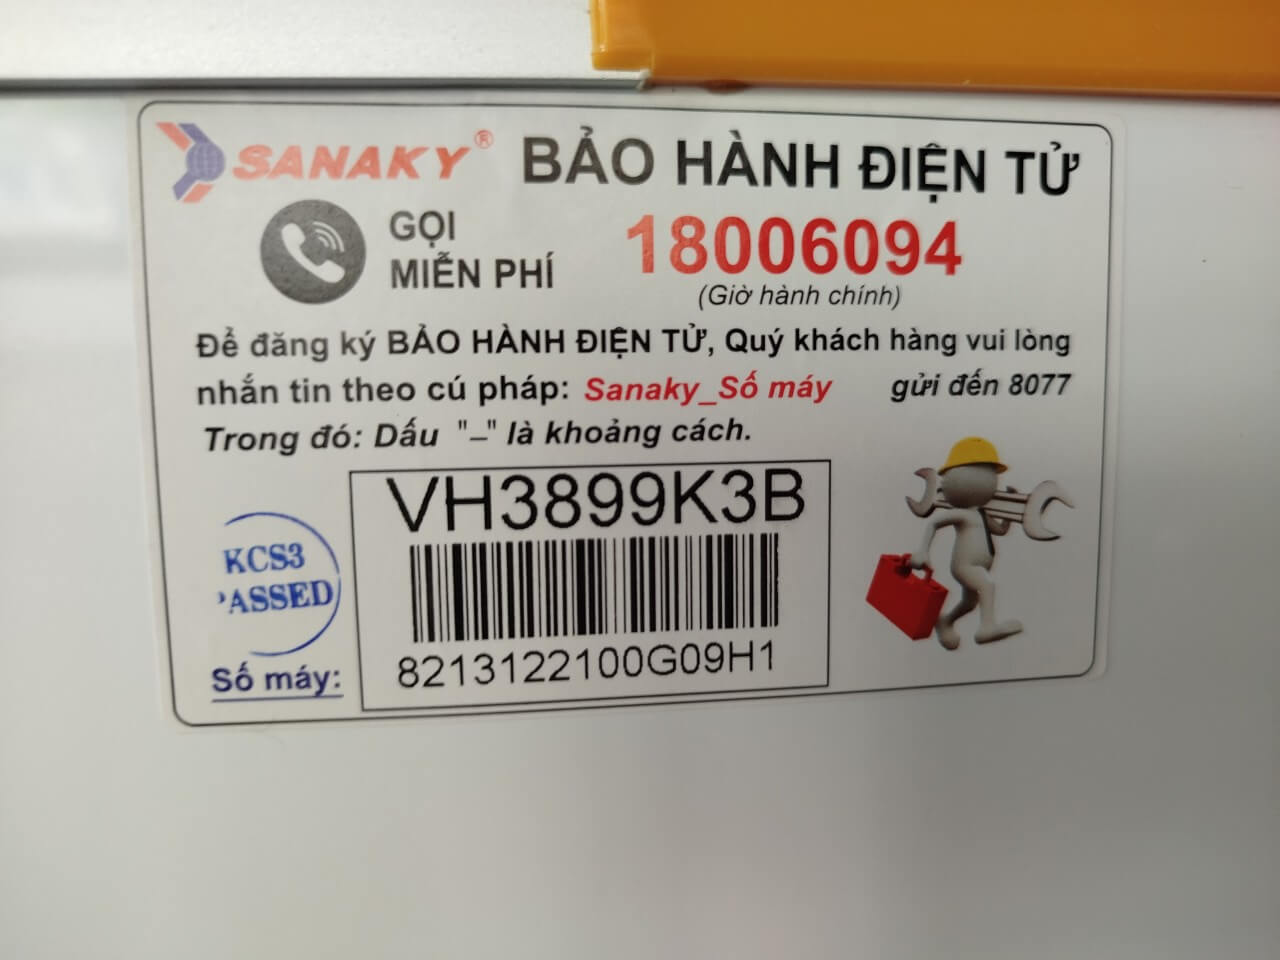 SANAKY® BẢO HÀNH ĐIỆN TỬ
GỌI
MIỄN PHÍ
18006094
(Giờ hành chính)
Để đăng ký BẢO HÀNH ĐIỆN TỬ, Quý khách hàng vui lòng
nhắn tin theo cú pháp: Sanaky_Số máy gửi đến 8077
Trong đó: Dấu "_" là khoảng cách.
VH3899K3B
KCS3
PASSED
Số máy:
8213122100G09H1